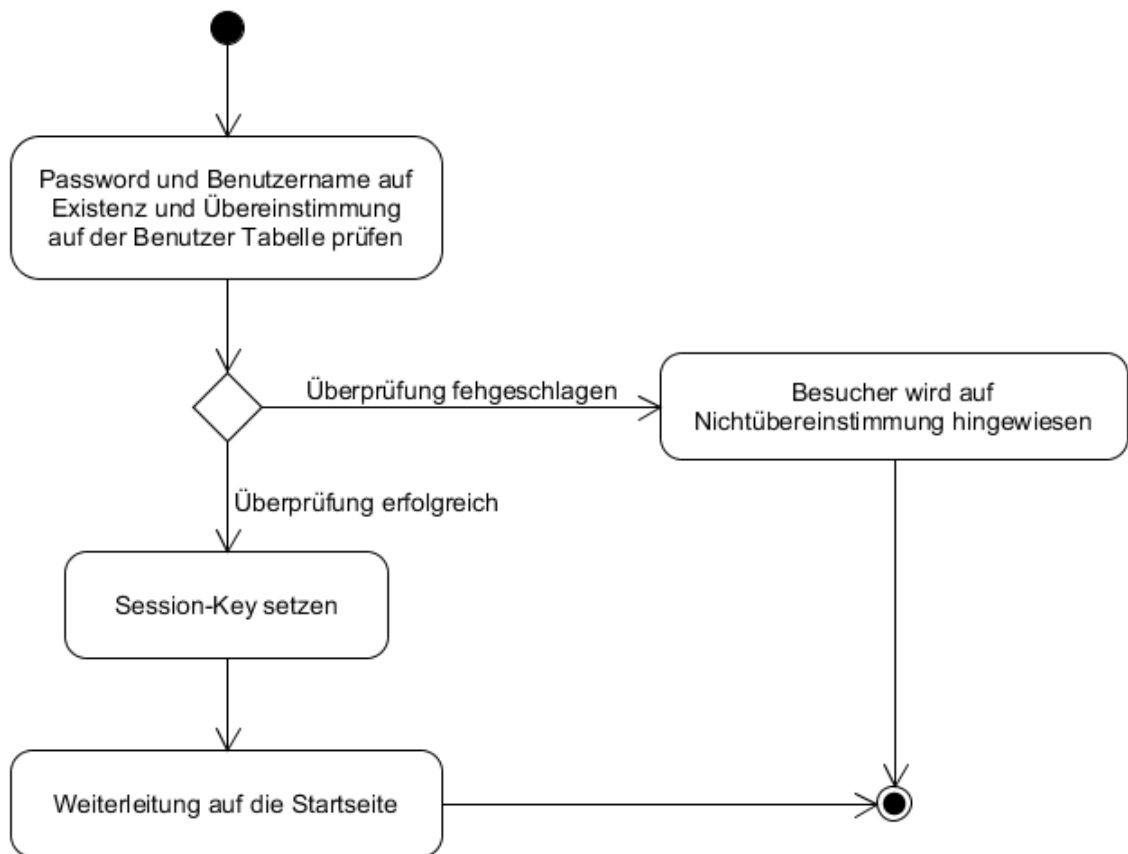 Password und Benutzername auf
Existenz und Übereinstimmung
auf der Benutzer Tabelle prüfen
Überprüfung fehgeschlagen
Besucher wird auf
Nichtübereinstimmung hingewiesen
Überprüfung erfolgreich
Session-Key setzen
Weiterleitung auf die Startseite